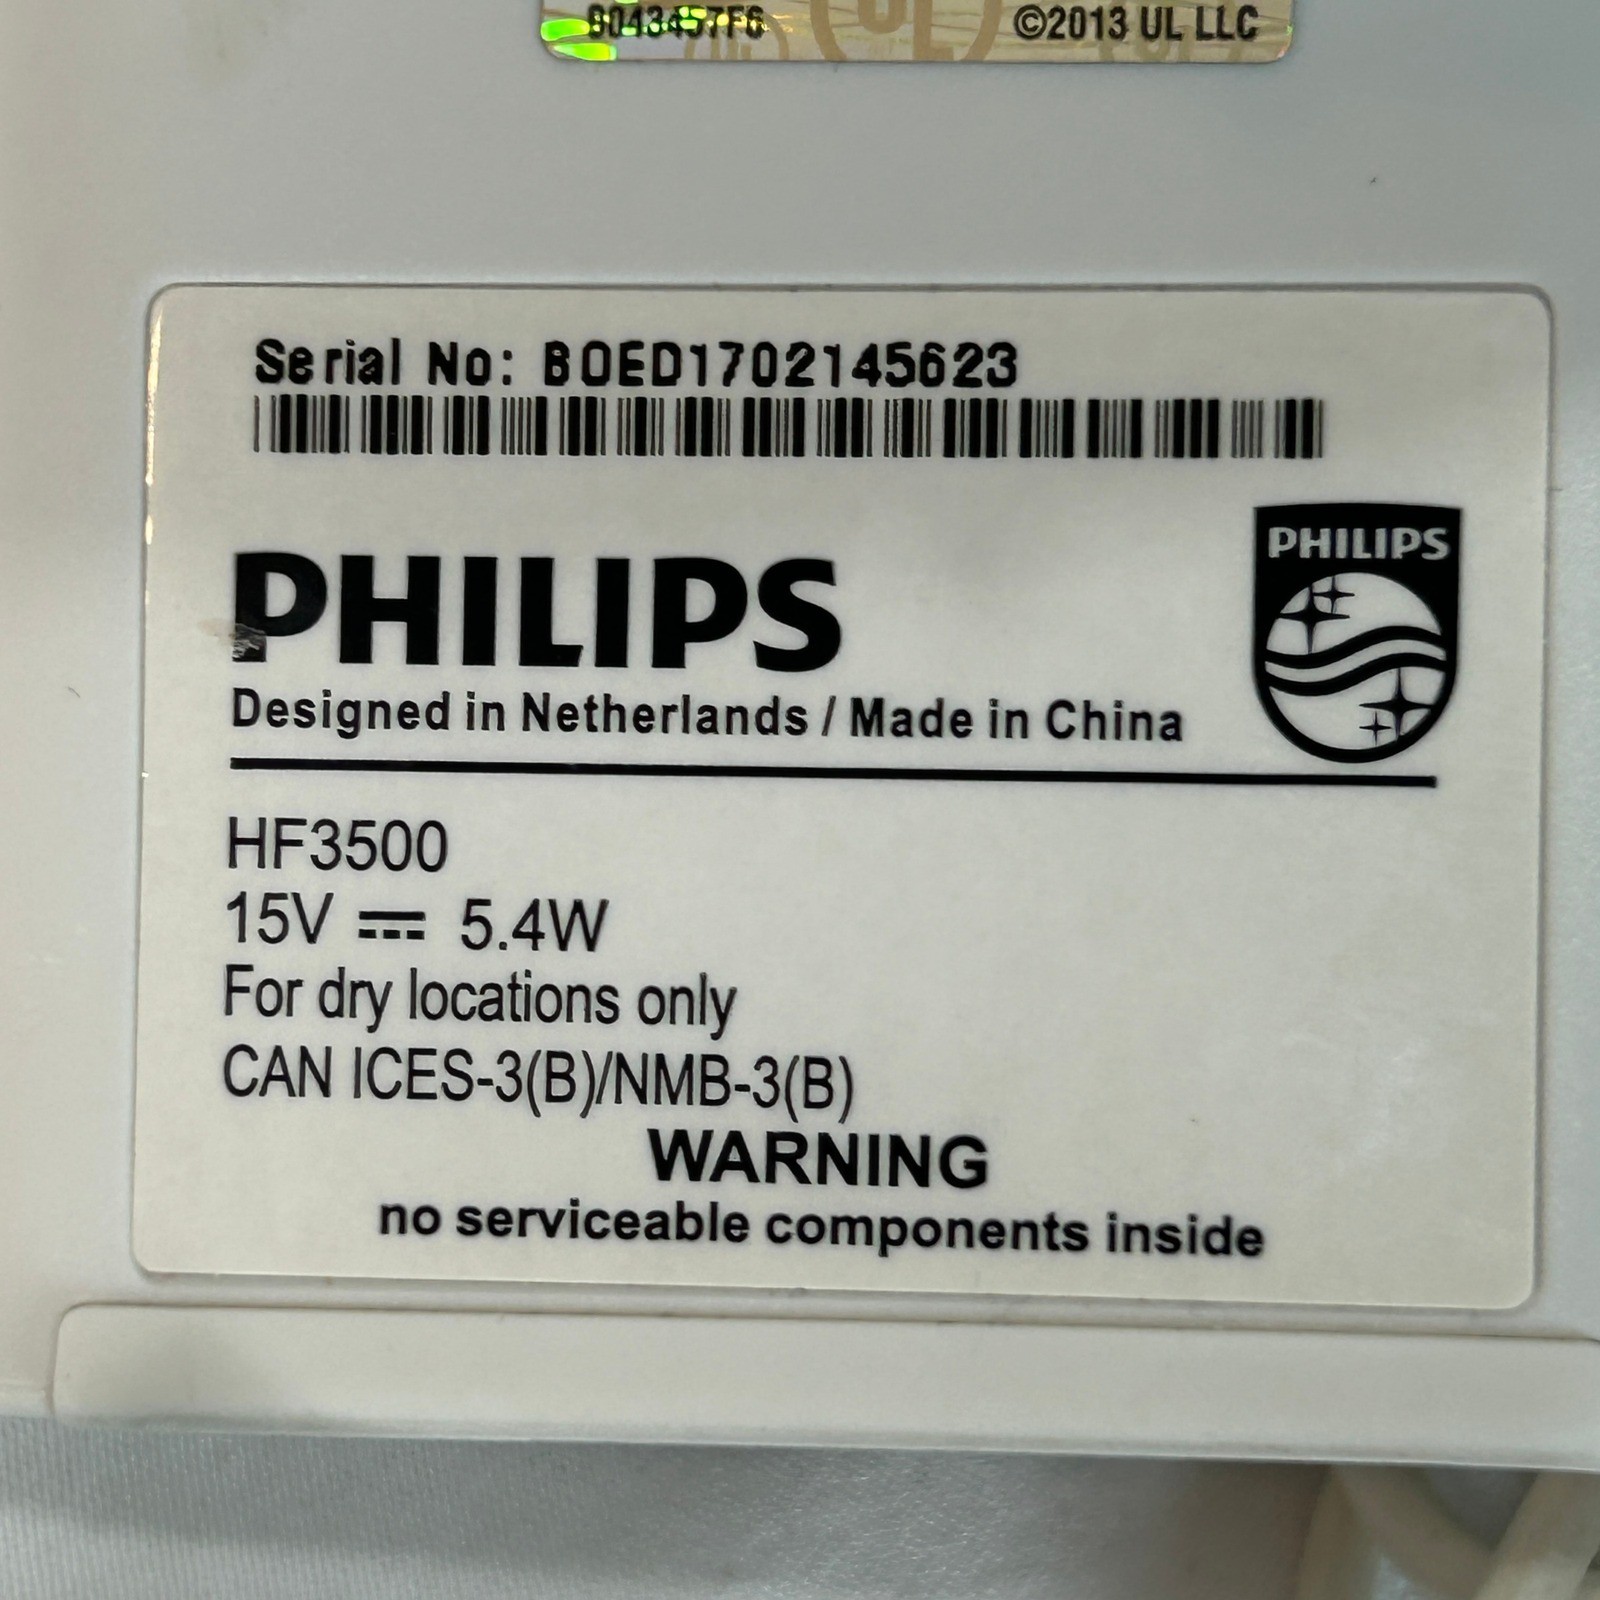 ©2013 UL LLC
Serial No: BOED1702145623
PHILIPS
PHILIPS
Designed in Netherlands / Made in China
HF3500
15V ⎓ 5.4W
For dry locations only
CAN ICES-3(B)/NMB-3(B)
WARNING
no serviceable components inside